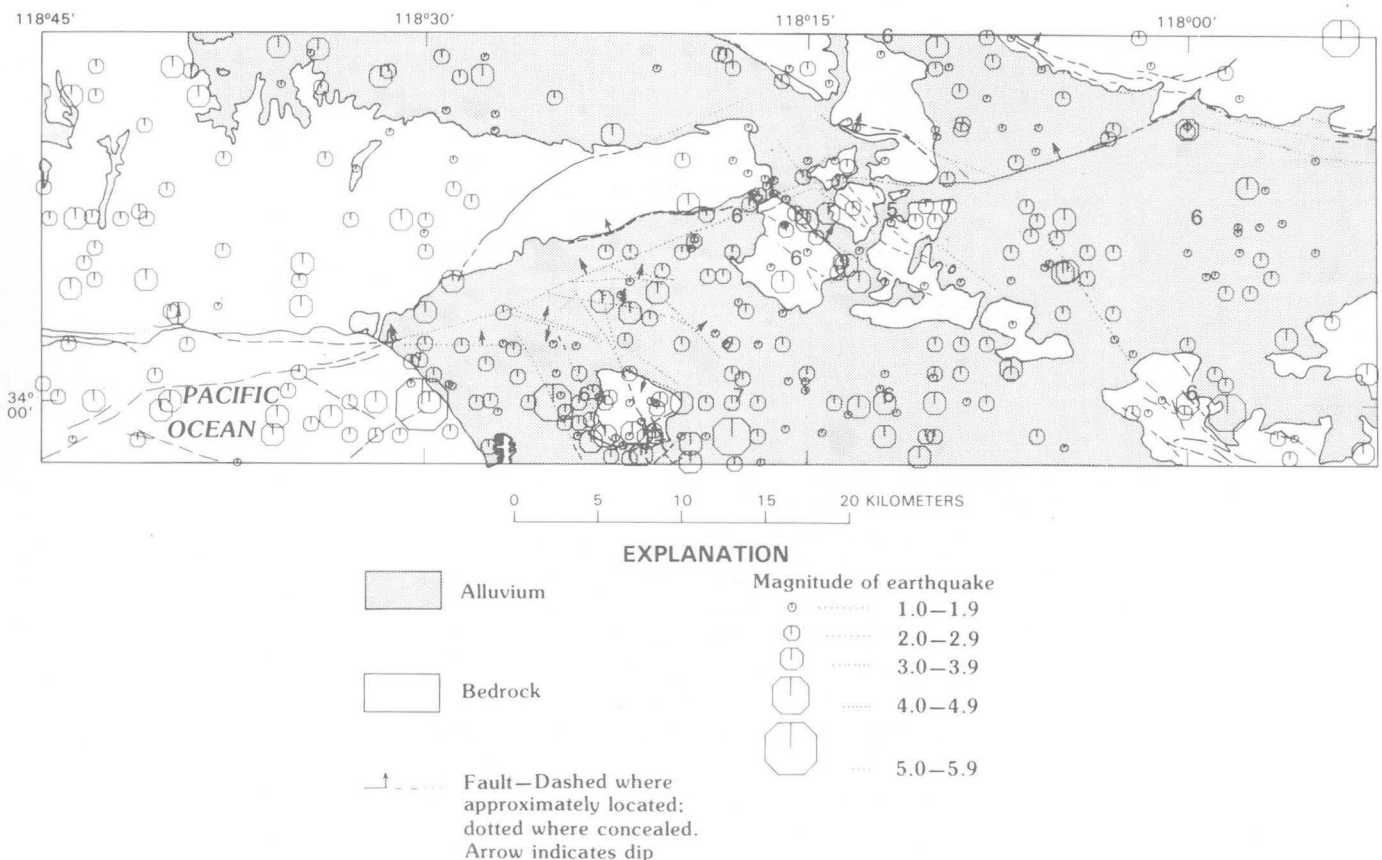 118°45′ 118°30′ 118°15′ 118°00′
6
6
5
6
6
6
34°
00′
PACIFIC
OCEAN
6
7
6
6
0 5 10 15 20 KILOMETERS
EXPLANATION
Alluvium
Bedrock
Fault—Dashed where
approximately located;
dotted where concealed.
Arrow indicates dip
Magnitude of earthquake
1.0—1.9
2.0—2.9
3.0—3.9
4.0—4.9
5.0—5.9